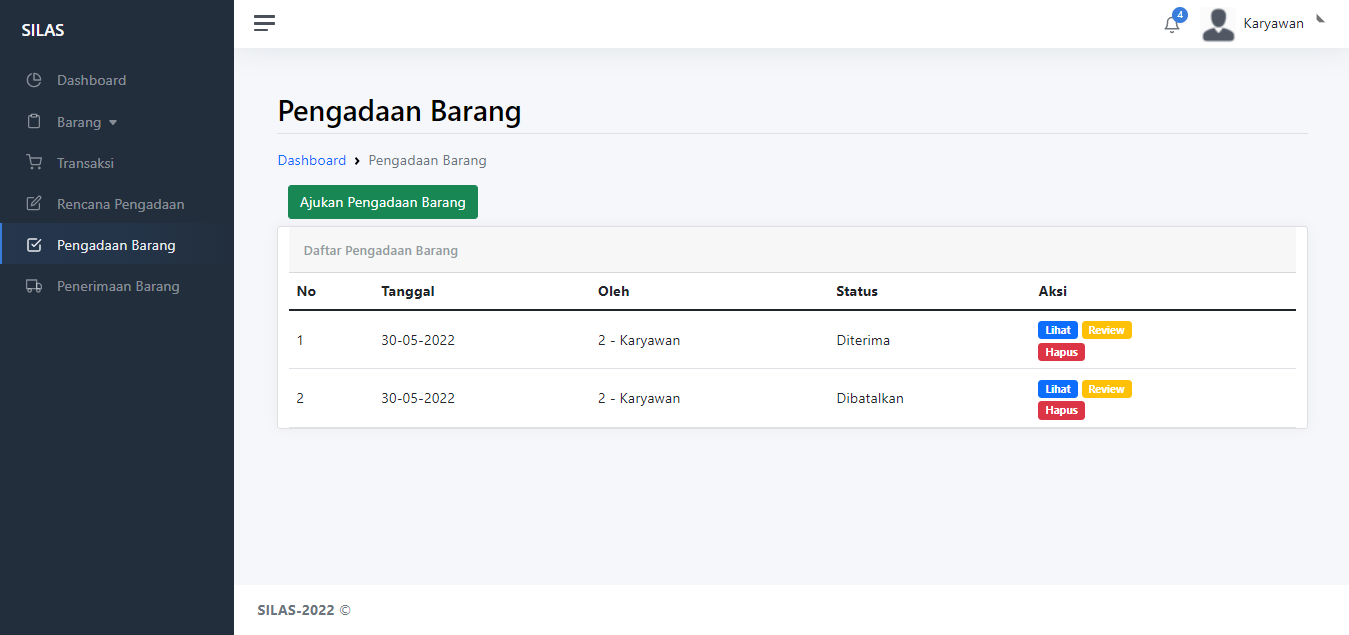 SILAS
Dashboard
Barang
Transaksi
Rencana Pengadaan
Pengadaan Barang
Penerimaan Barang
4
Karyawan
Pengadaan Barang
Dashboard › Pengadaan Barang
Ajukan Pengadaan Barang
Daftar Pengadaan Barang
No Tanggal Oleh Status Aksi
1 30-05-2022 2 - Karyawan Diterima Lihat Review
Hapus
2 30-05-2022 2 - Karyawan Dibatalkan Lihat Review
Hapus
SILAS-2022 ©